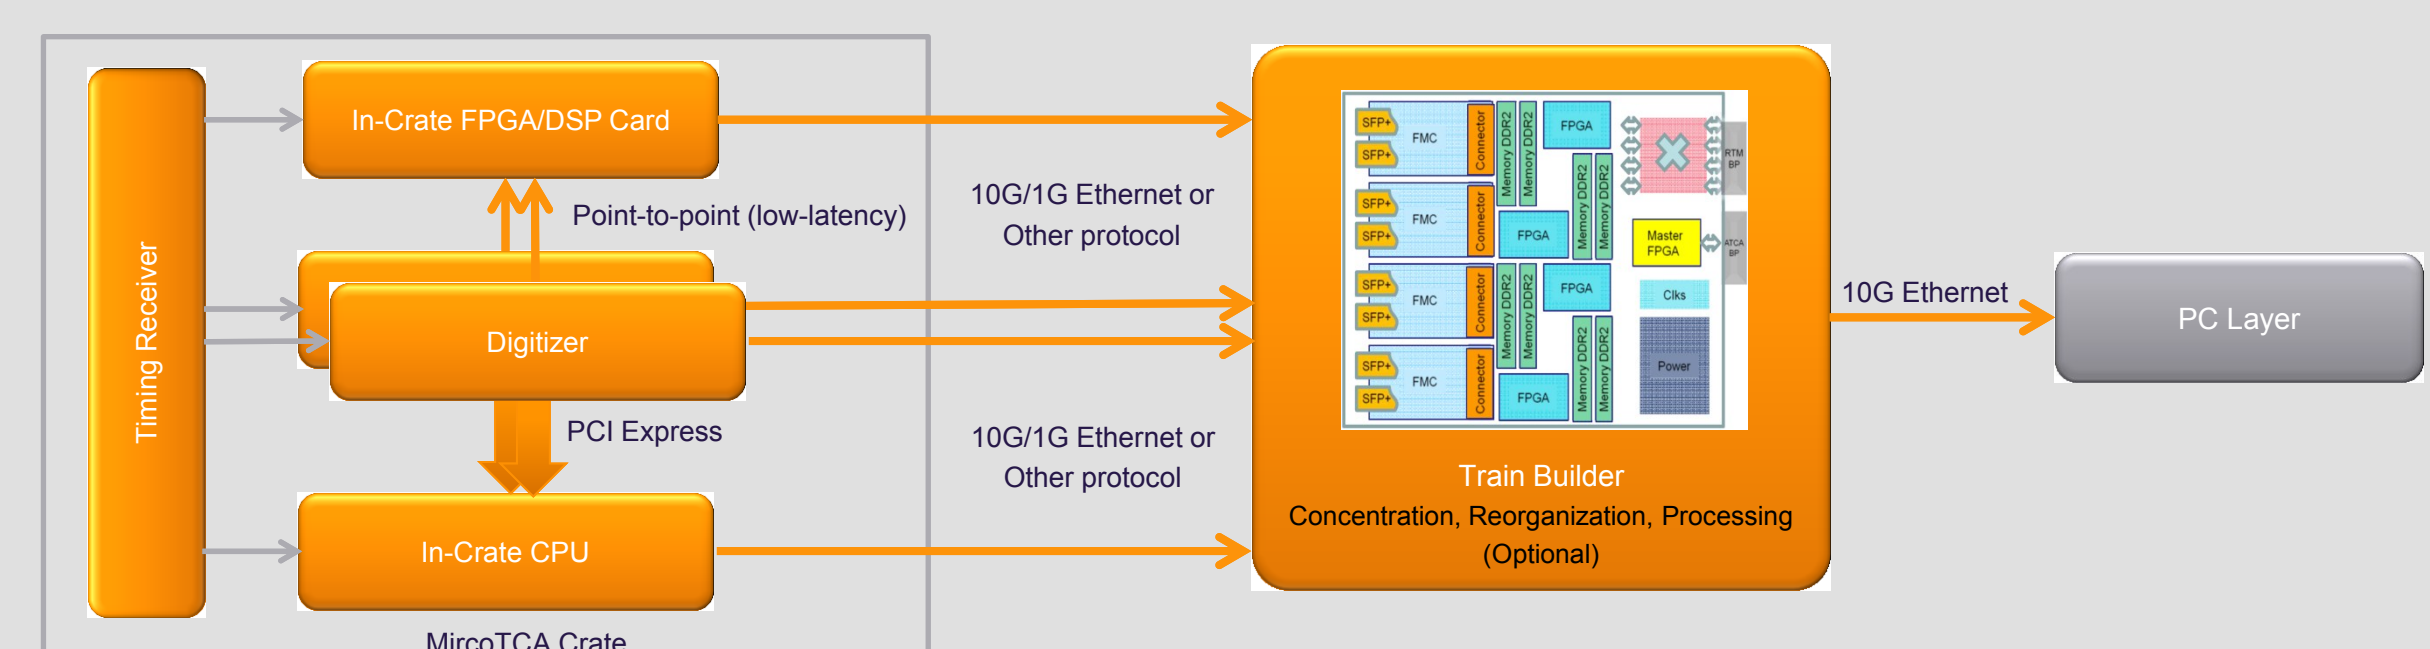 In-Crate FPGA/DSP Card
Point-to-point (low-latency)
Timing Receiver
Digitizer
PCI Express
In-Crate CPU
MircoTCA Crate
10G/1G Ethernet or
Other protocol
10G/1G Ethernet or
Other protocol
SFP+
SFP+
FMC
Connector
Memory DDR2
Memory DDR2
FPGA
RTM
BP
SFP+
SFP+
FMC
Connector
Memory DDR2
Memory DDR2
FPGA
Master
FPGA
ATCA
BP
SFP+
SFP+
FMC
Connector
Memory DDR2
Memory DDR2
FPGA
Clks
SFP+
SFP+
FMC
Connector
Memory DDR2
Memory DDR2
FPGA
Power
Train Builder
Concentration, Reorganization, Processing
(Optional)
10G Ethernet
PC Layer